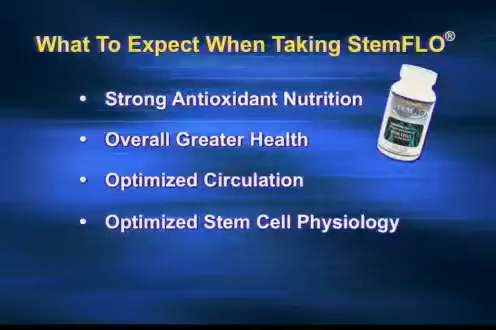 What To Expect When Taking StemFLO®
• Strong Antioxidant Nutrition
• Overall Greater Health
• Optimized Circulation
• Optimized Stem Cell Physiology